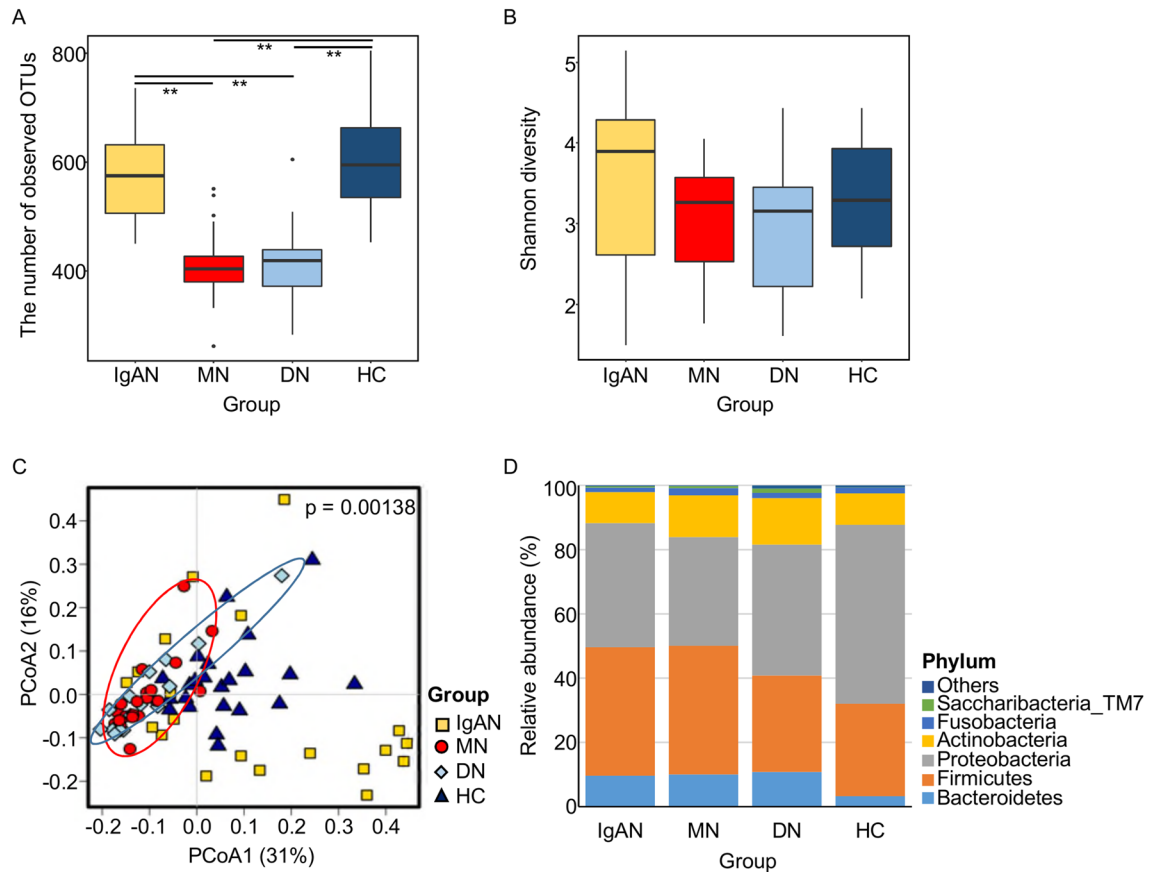 A
The number of observed OTUs
800
600
400
**
**
**
**
IgAN MN DN HC
Group
B
Shannon diversity
5
4
3
2
IgAN MN DN HC
Group
C
p = 0.00138
PCoA2 (16%)
0.4
0.3
0.2
0.1
0.0
-0.1
-0.2
-0.2 -0.1 0.0 0.1 0.2 0.3 0.4
PCoA1 (31%)
Group
IgAN
MN
DN
HC
D
Relative abundance (%)
100
80
60
40
20
0
IgAN MN DN HC
Group
Phylum
Others
Saccharibacteria_TM7
Fusobacteria
Actinobacteria
Proteobacteria
Firmicutes
Bacteroidetes